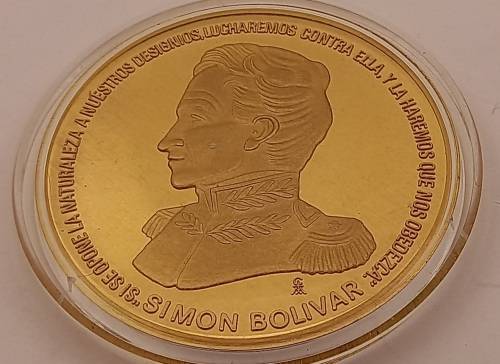 "SI SE OPONE LA NATURALEZA A NUESTROS DESIGNIOS, LUCHAREMOS CONTRA ELLA, Y LA HAREMOS QUE NOS OBEDEZCA".
SIMON BOLIVAR